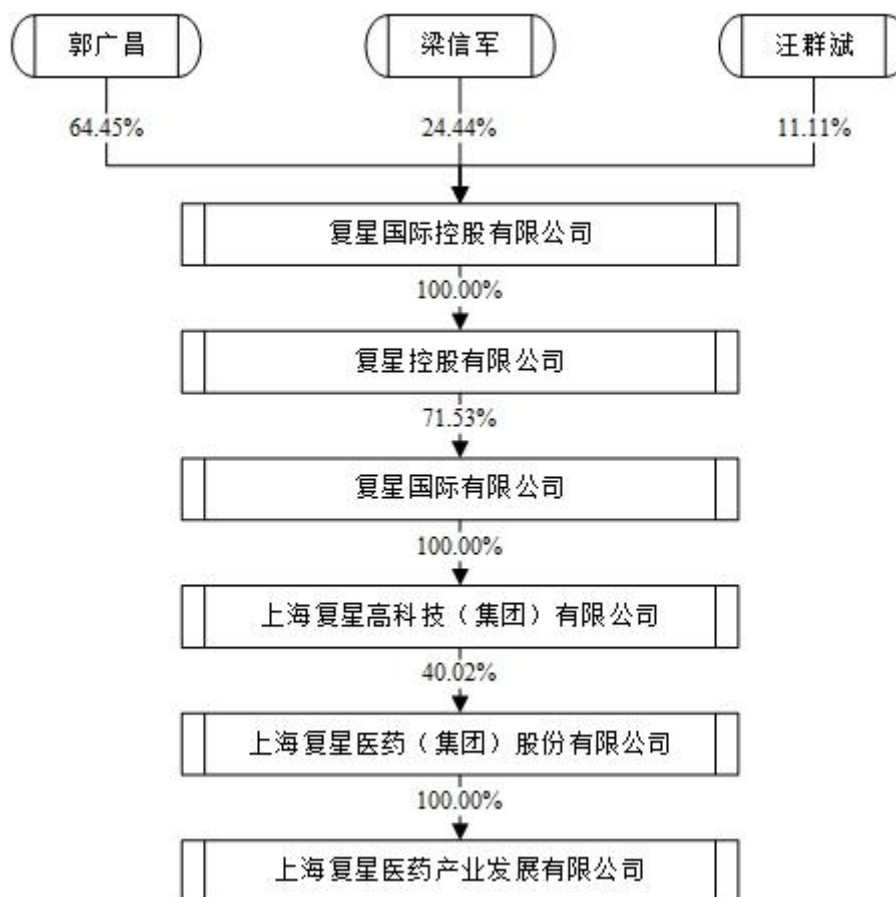 郭广昌
梁信军
汪群斌
64.45%
24.44%
11.11%
复星国际控股有限公司
100.00%
复星控股有限公司
71.53%
复星国际有限公司
100.00%
上海复星高科技（集团）有限公司
40.02%
上海复星医药（集团）股份有限公司
100.00%
上海复星医药产业发展有限公司